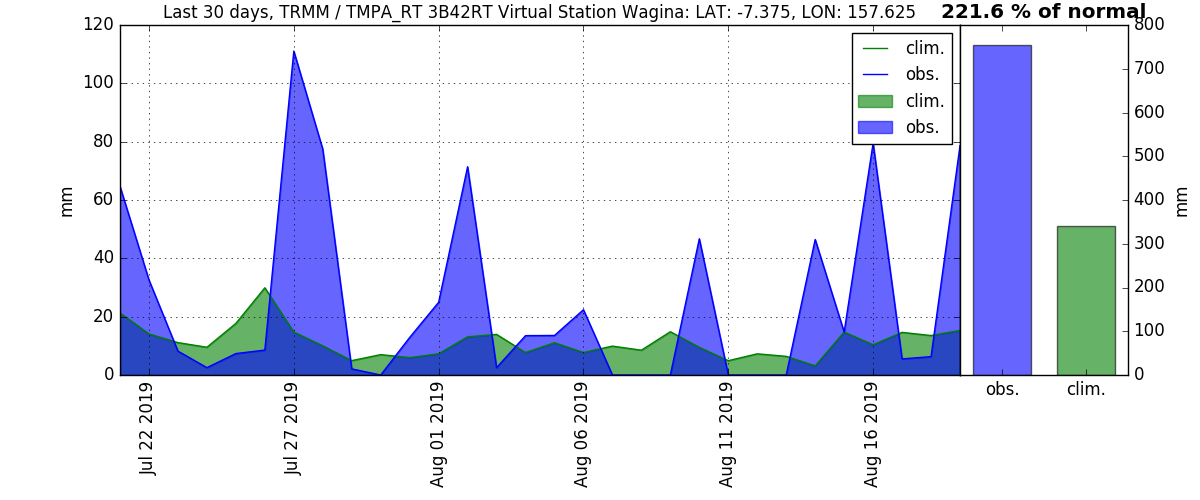 Last 30 days, TRMM / TMPA_RT 3B42RT Virtual Station Wagina: LAT: -7.375, LON: 157.625
221.6 % of normal
120
100
80
60
40
20
0
mm
clim.
obs.
clim.
obs.
Jul 22 2019
Jul 27 2019
Aug 01 2019
Aug 06 2019
Aug 11 2019
Aug 16 2019
800
700
600
500
400
300
200
100
0
mm
obs.
clim.